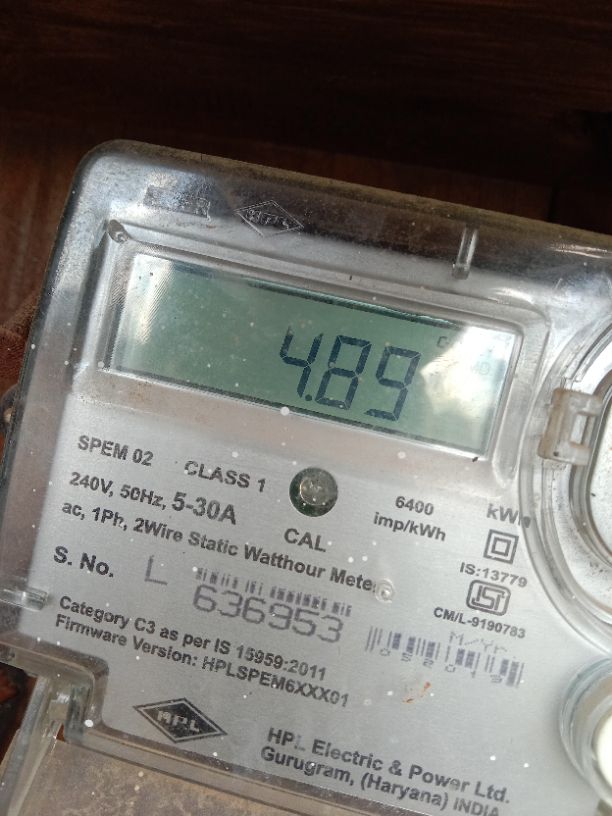 HPL
4.89
SPEM 02 CLASS 1
240V, 50Hz, 5-30A
ac, 1Ph, 2Wire Static Watthour Meter
CAL
6400
imp/kWh
kWh
IS:13779
ISI
CM/L-9190783
S. No. L 636953
M/Yr
Category C3 as per IS 15959:2011
Firmware Version: HPLSPEM6XXX01
HPL
HPL Electric & Power Ltd.
Gurugram, (Haryana) INDIA